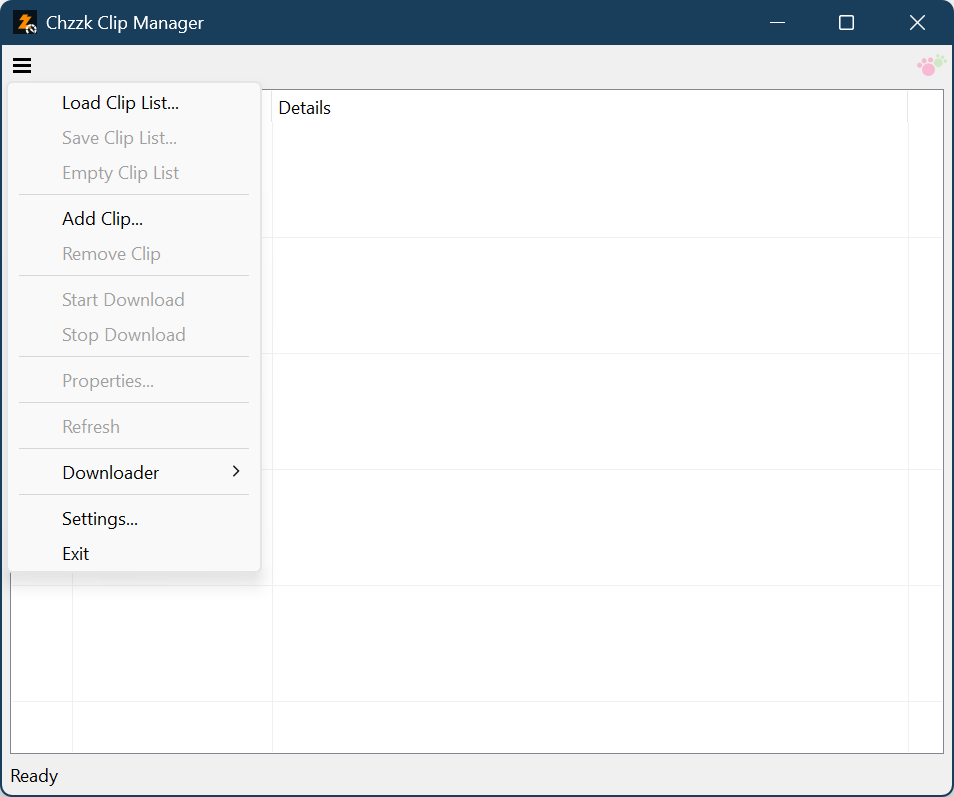 Chzzk Clip Manager
Load Clip List...
Details
Save Clip List...
Empty Clip List
Add Clip...
Remove Clip
Start Download
Stop Download
Properties...
Refresh
Downloader
Settings...
Exit
Ready